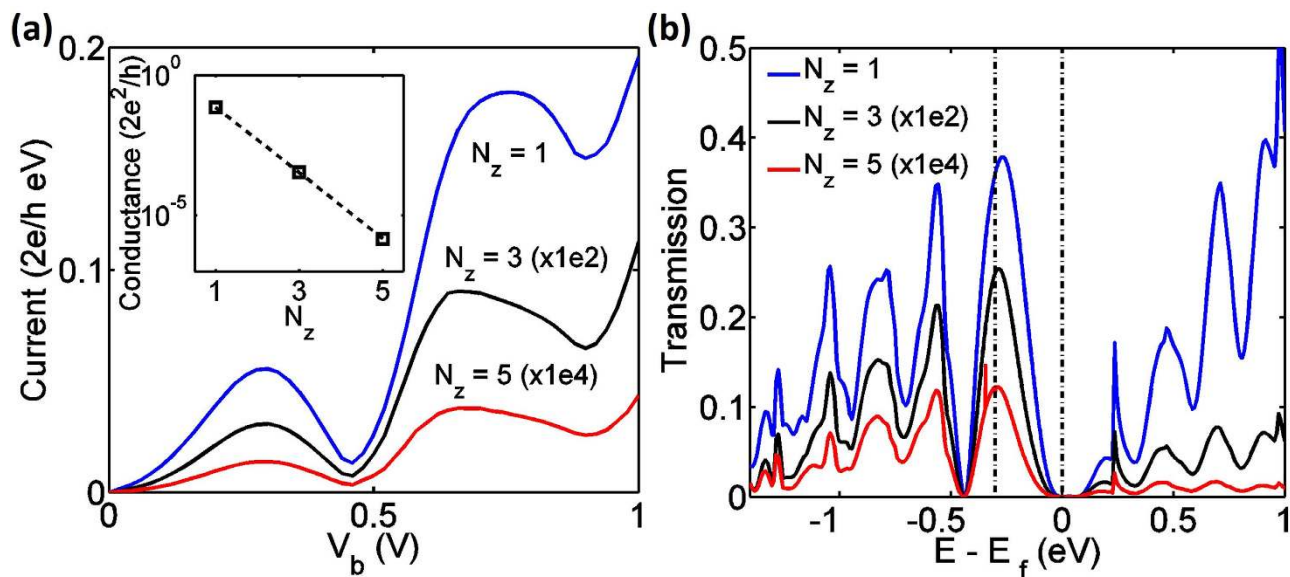 (a)
0.2
0.1
0
0
0.5
1
Current (2e/h eV)
V_b (V)
N_z = 1
N_z = 3 (x1e2)
N_z = 5 (x1e4)
10^0
10^-5
Conductance (2e^2/h)
1
3
5
N_z
(b)
0.5
0.4
0.3
0.2
0.1
0
Transmission
N_z = 1
N_z = 3 (x1e2)
N_z = 5 (x1e4)
-1
-0.5
0
0.5
1
E - E_f (eV)